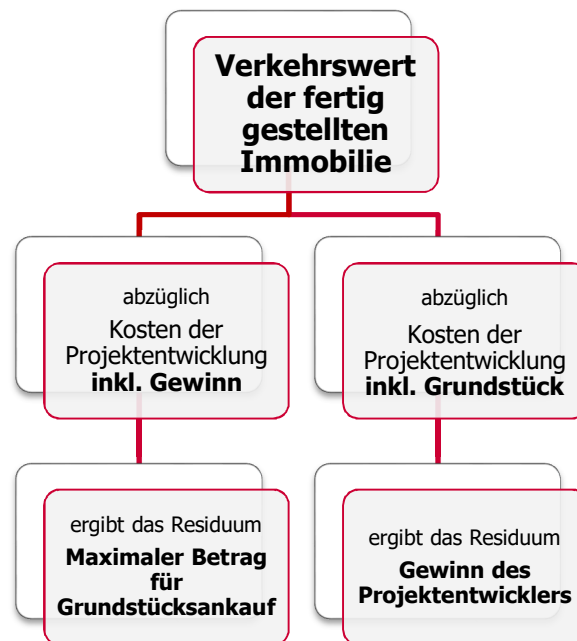 Verkehrswert
der fertig
gestellten
Immobilie
abzüglich
Kosten der
Projektentwicklung
inkl. Gewinn
abzüglich
Kosten der
Projektentwicklung
inkl. Grundstück
ergibt das Residuum
Maximaler Betrag
für
Grundstücksankauf
ergibt das Residuum
Gewinn des
Projektentwicklers